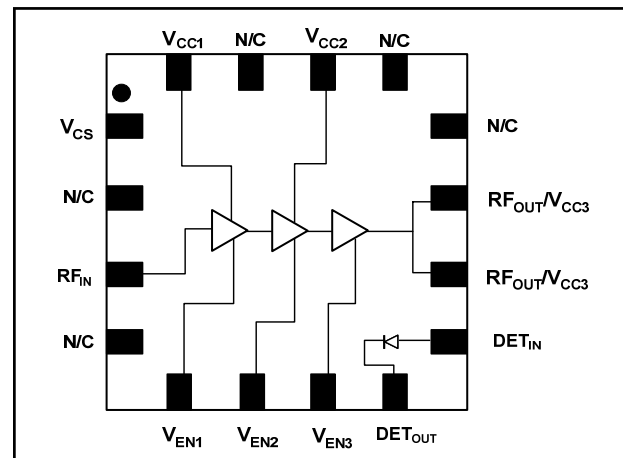 VCC1 N/C VCC2 N/C
VCS N/C
N/C RFOUT/VCC3
RFIN RFOUT/VCC3
N/C DETIN
VEN1 VEN2 VEN3 DETOUT